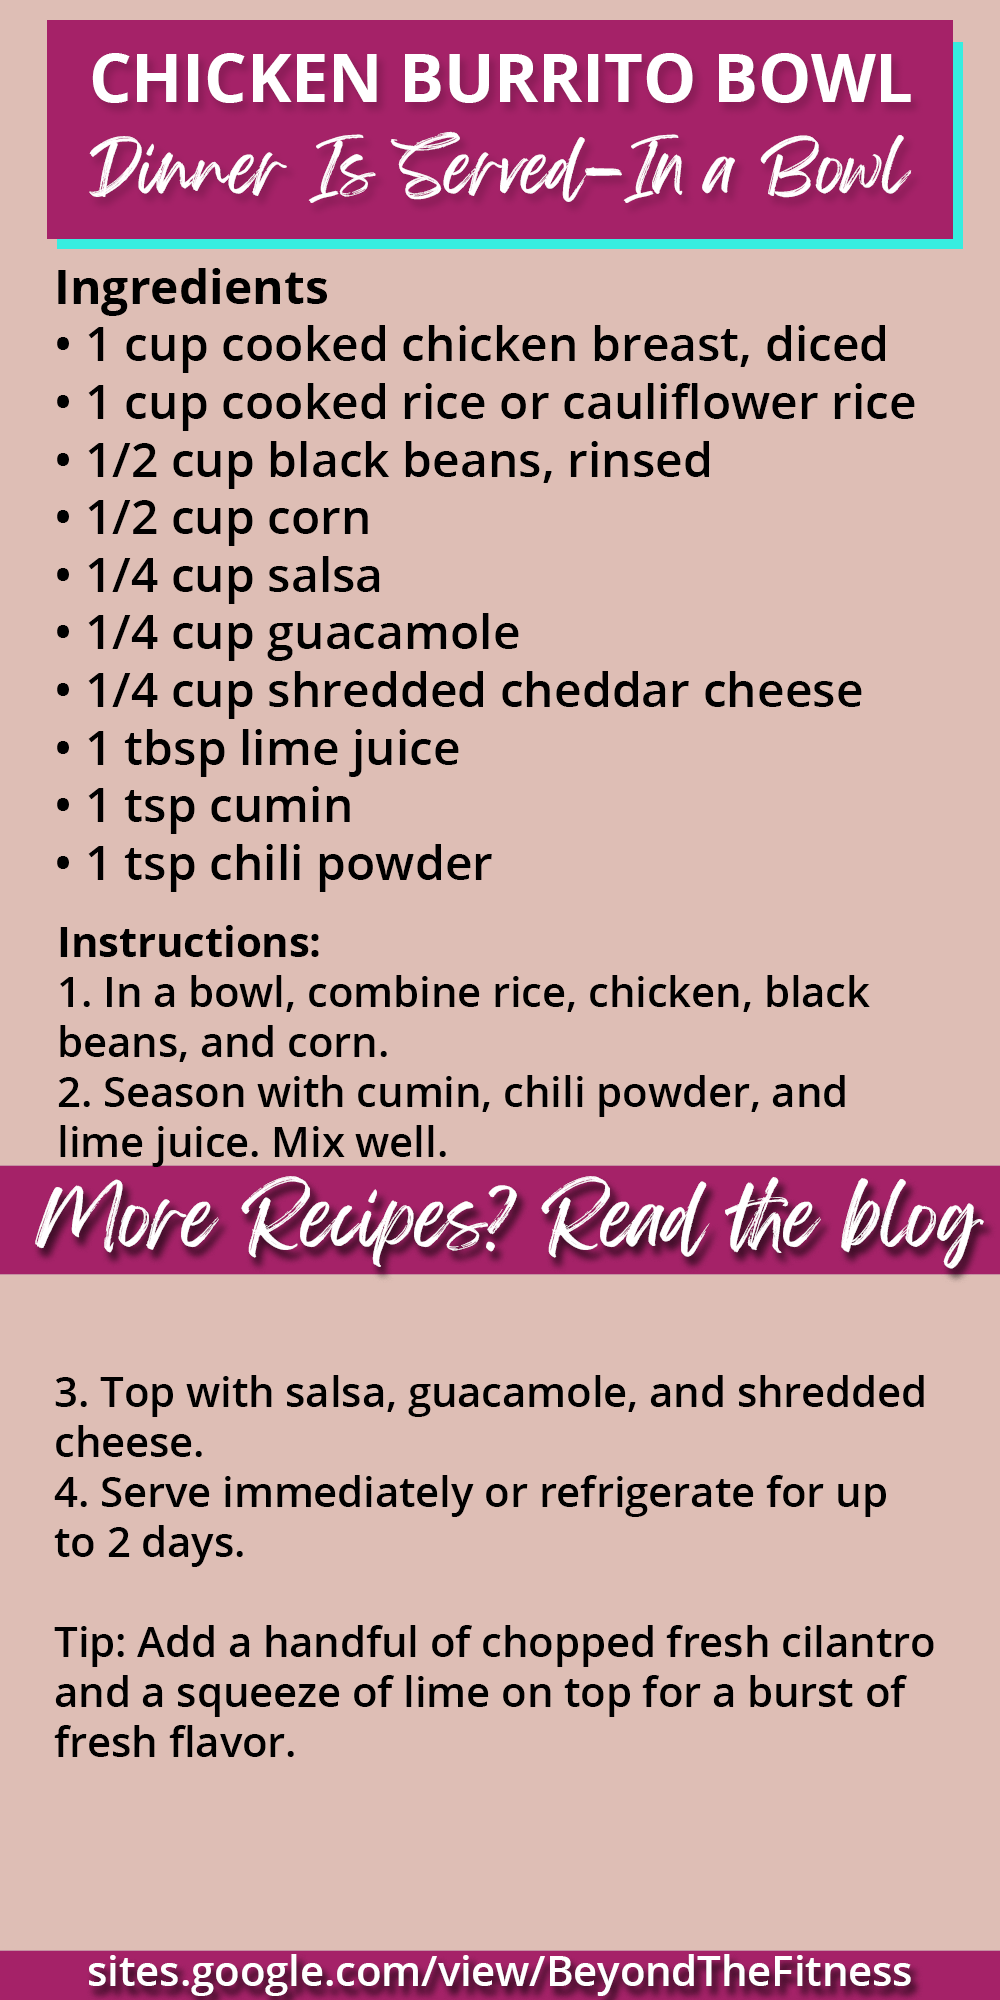 CHICKEN BURRITO BOWL
Dinner Is Served-In a Bowl
Ingredients
• 1 cup cooked chicken breast, diced
• 1 cup cooked rice or cauliflower rice
• 1/2 cup black beans, rinsed
• 1/2 cup corn
• 1/4 cup salsa
• 1/4 cup guacamole
• 1/4 cup shredded cheddar cheese
• 1 tbsp lime juice
• 1 tsp cumin
• 1 tsp chili powder
Instructions:
1. In a bowl, combine rice, chicken, black
beans, and corn.
2. Season with cumin, chili powder, and
lime juice. Mix well.
More Recipes? Read the blog
3. Top with salsa, guacamole, and shredded
cheese.
4. Serve immediately or refrigerate for up
to 2 days.
Tip: Add a handful of chopped fresh cilantro
and a squeeze of lime on top for a burst of
fresh flavor.
sites.google.com/view/BeyondTheFitness